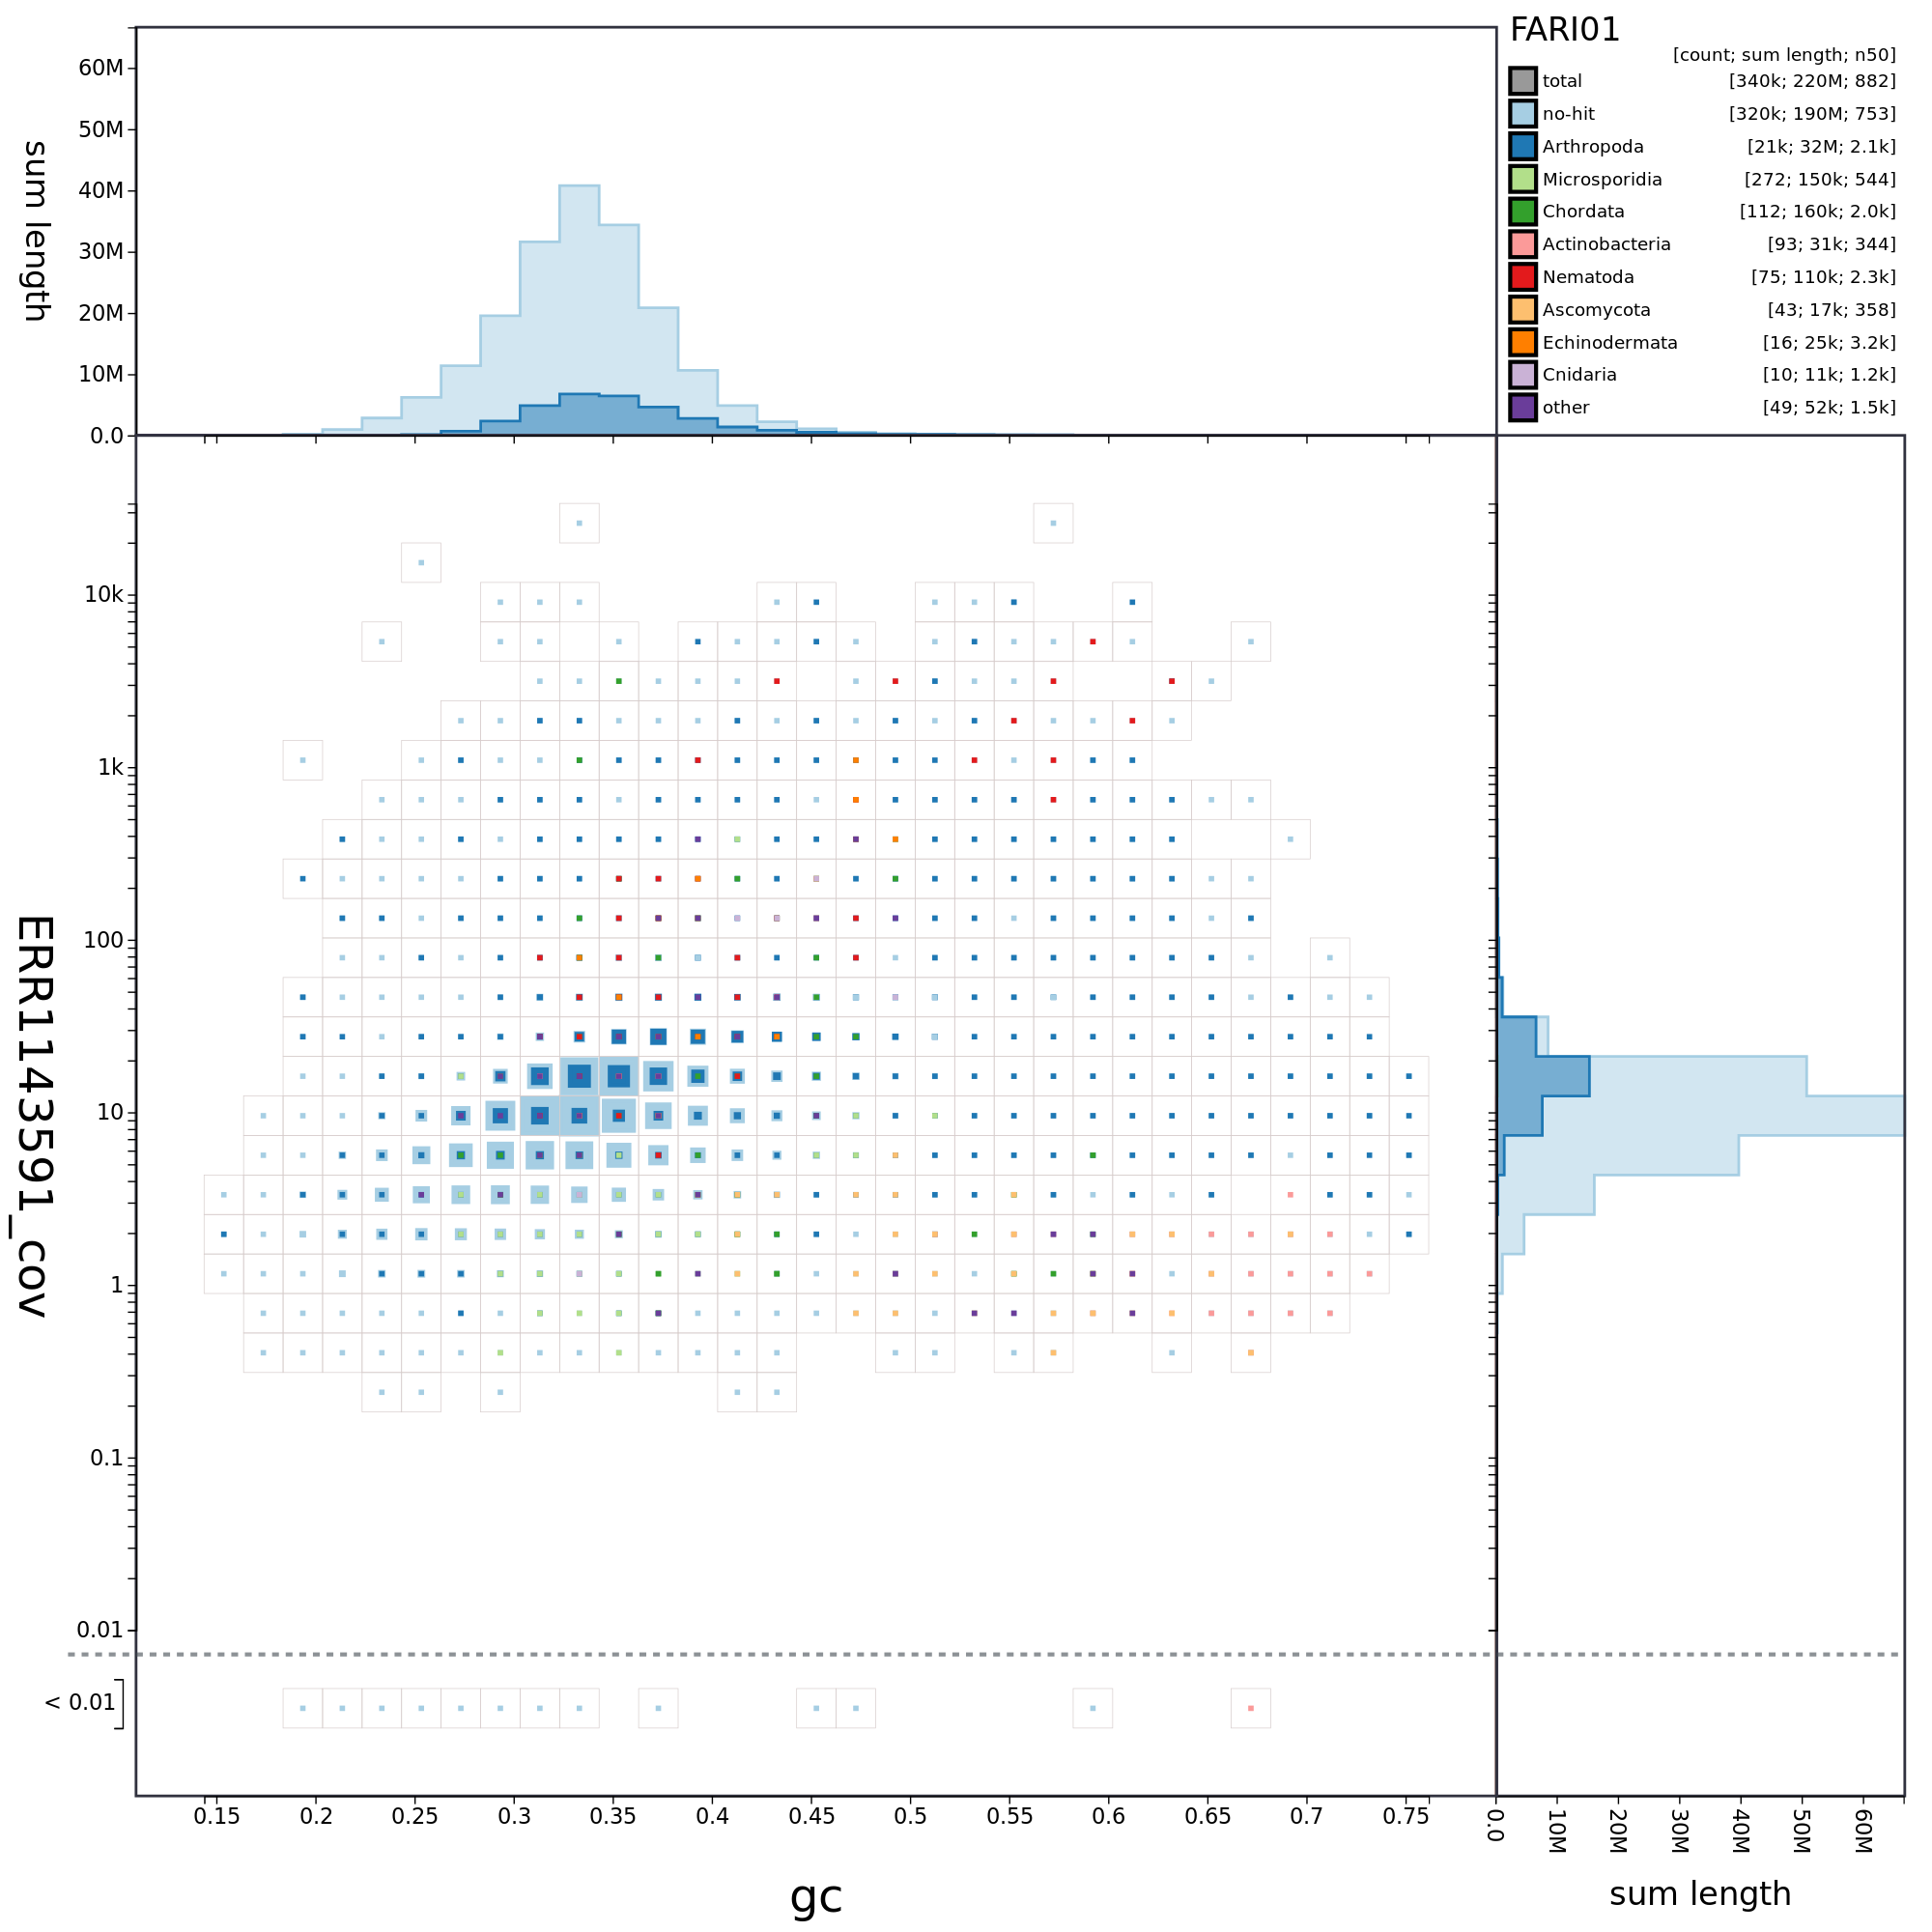 FARI01
[count; sum length; n50]
total [340k; 220M; 882]
no-hit [320k; 190M; 753]
Arthropoda [21k; 32M; 2.1k]
Microsporidia [272; 150k; 544]
Chordata [112; 160k; 2.0k]
Actinobacteria [93; 31k; 344]
Nematoda [75; 110k; 2.3k]
Ascomycota [43; 17k; 358]
Echinodermata [16; 25k; 3.2k]
Cnidaria [10; 11k; 1.2k]
other [49; 52k; 1.5k]
sum length
60M
50M
40M
30M
20M
10M
0.0
ERR1143591_cov
10k
1k
100
10
1
0.1
0.01
< 0.01
0.15 0.2 0.25 0.3 0.35 0.4 0.45 0.5 0.55 0.6 0.65 0.7 0.75
gc
0.0 10M 20M 30M 40M 50M 60M
sum length